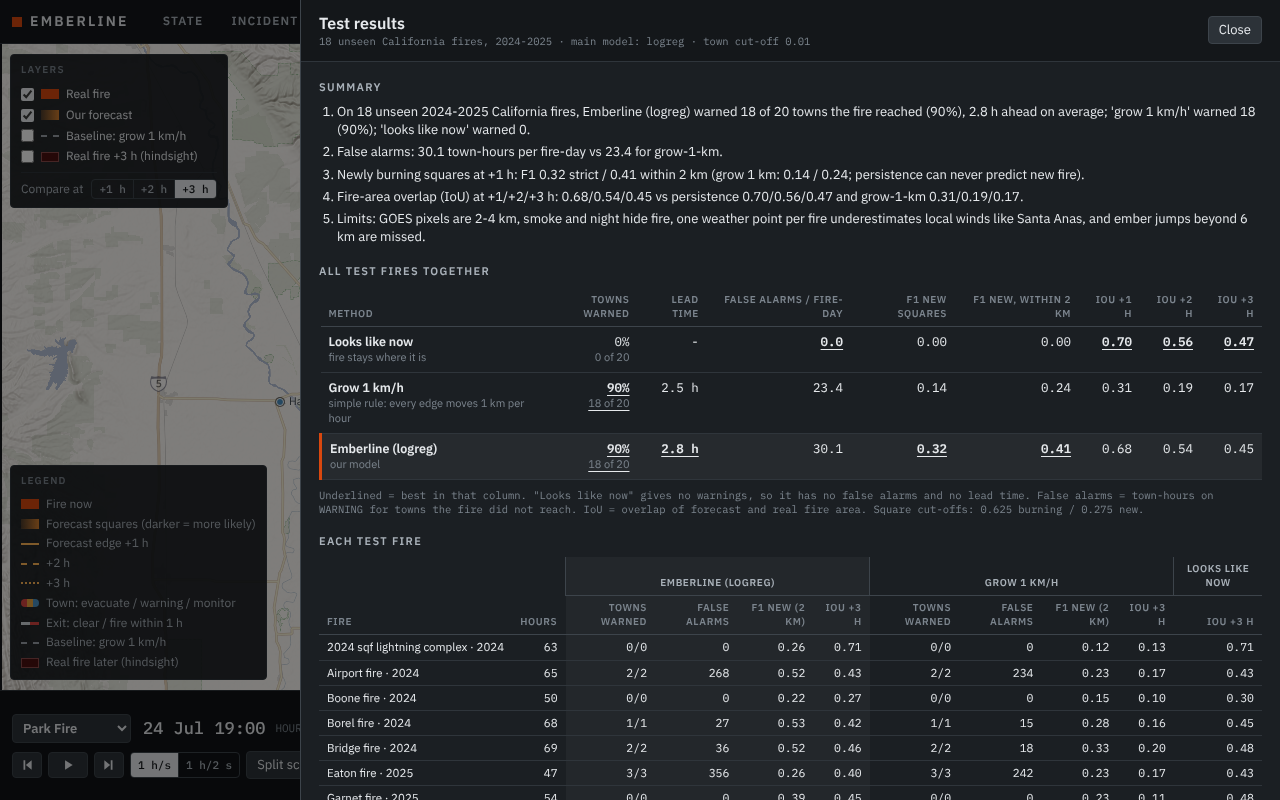 EMBERLINE STATE INCIDENT
LAYERS
Real fire
Our forecast
Baseline: grow 1 km/h
Real fire +3 h (hindsight)
Compare at +1 h +2 h +3 h
5
Ha
LEGEND
Fire now
Forecast squares (darker = more likely)
Forecast edge +1 h
+2 h
+3 h
Town: evacuate / warning / monitor
Exit: clear / fire within 1 h
Baseline: grow 1 km/h
Real fire later (hindsight)
Park Fire 24 Jul 19:00 HOUR
1 h/s 1 h/2 s Split sc
Test results
18 unseen California fires, 2024-2025 · main model: logreg · town cut-off 0.01
Close
SUMMARY
1. On 18 unseen 2024-2025 California fires, Emberline (logreg) warned 18 of 20 towns the fire reached (90%), 2.8 h ahead on average; 'grow 1 km/h' warned 18
(90%); 'looks like now' warned 0.
2. False alarms: 30.1 town-hours per fire-day vs 23.4 for grow-1-km.
3. Newly burning squares at +1 h: F1 0.32 strict / 0.41 within 2 km (grow 1 km: 0.14 / 0.24; persistence can never predict new fire).
4. Fire-area overlap (IoU) at +1/+2/+3 h: 0.68/0.54/0.45 vs persistence 0.70/0.56/0.47 and grow-1-km 0.31/0.19/0.17.
5. Limits: GOES pixels are 2-4 km, smoke and night hide fire, one weather point per fire underestimates local winds like Santa Anas, and ember jumps beyond 6
km are missed.
ALL TEST FIRES TOGETHER
TOWNS LEAD FALSE ALARMS / FIRE- F1 NEW F1 NEW, WITHIN 2 IOU +1 IOU +2 IOU +3
METHOD WARNED TIME DAY SQUARES KM H H H
Looks like now 0% - 0.0 0.00 0.00 0.70 0.56 0.47
fire stays where it is 0 of 20
Grow 1 km/h 90% 2.5 h 23.4 0.14 0.24 0.31 0.19 0.17
simple rule: every edge moves 1 km per 18 of 20
hour
Emberline (logreg) 90% 2.8 h 30.1 0.32 0.41 0.68 0.54 0.45
our model 18 of 20
Underlined = best in that column. "Looks like now" gives no warnings, so it has no false alarms and no lead time. False alarms = town-hours on
WARNING for towns the fire did not reach. IoU = overlap of forecast and real fire area. Square cut-offs: 0.625 burning / 0.275 new.
EACH TEST FIRE
LOOKS LIKE
EMBERLINE (LOGREG) GROW 1 KM/H NOW
TOWNS FALSE F1 NEW (2 IOU +3 TOWNS FALSE F1 NEW (2 IOU +3
FIRE HOURS WARNED ALARMS KM) H WARNED ALARMS KM) H IOU +3 H
2024 sqf lightning complex · 2024 63 0/0 0 0.26 0.71 0/0 0 0.12 0.13 0.71
Airport fire · 2024 65 2/2 268 0.52 0.43 2/2 234 0.23 0.17 0.43
Boone fire · 2024 50 0/0 0 0.22 0.27 0/0 0 0.15 0.10 0.30
Borel fire · 2024 68 1/1 27 0.53 0.42 1/1 15 0.28 0.16 0.45
Bridge fire · 2024 69 2/2 36 0.52 0.46 2/2 18 0.33 0.20 0.48
Eaton fire · 2025 47 3/3 356 0.26 0.40 3/3 242 0.23 0.17 0.43
Garnet fire · 2025 54 0/0 0 0.39 0.45 0/0 0 0.23 0.11 0.48